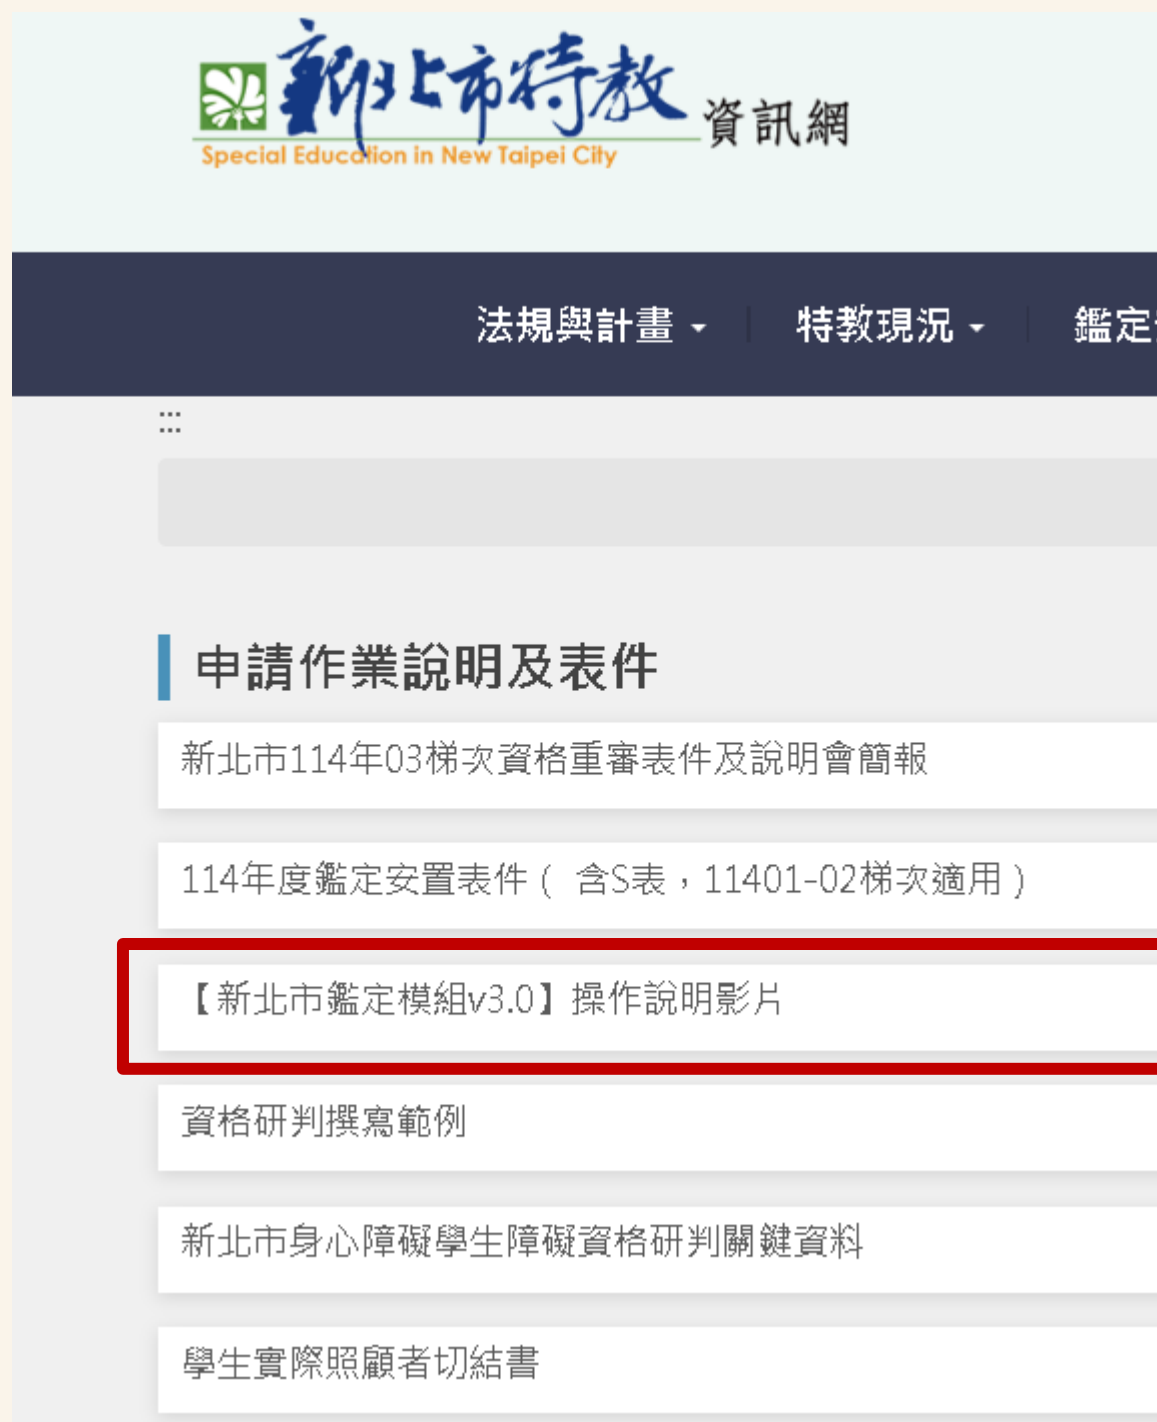 新北市特教 資訊網
Special Education in New Taipei City
法規與計畫 特教現況 鑑定
申請作業說明及表件
新北市114年03梯次資格重審表件及說明會簡報
114年度鑑定安置表件（ 含S表，11401-02梯次適用）
【新北市鑑定模組v3.0】操作說明影片
資格研判撰寫範例
新北市身心障礙學生障礙資格研判關鍵資料
學生實際照顧者切結書